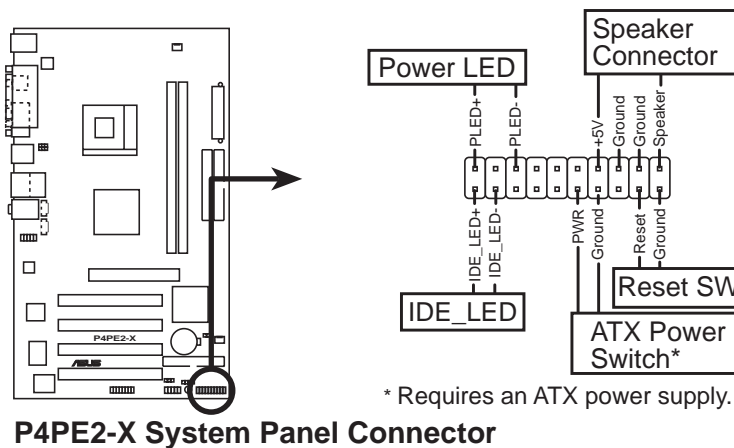 Speaker
Connector
Power LED
PLED+
PLED-
+5V
Ground
Ground
Speaker
IDE_LED+
IDE_LED-
PWR
Ground
Reset
Ground
Reset SW
IDE_LED
ATX Power
Switch*
* Requires an ATX power supply.
P4PE2-X
ASUS
P4PE2-X System Panel Connector